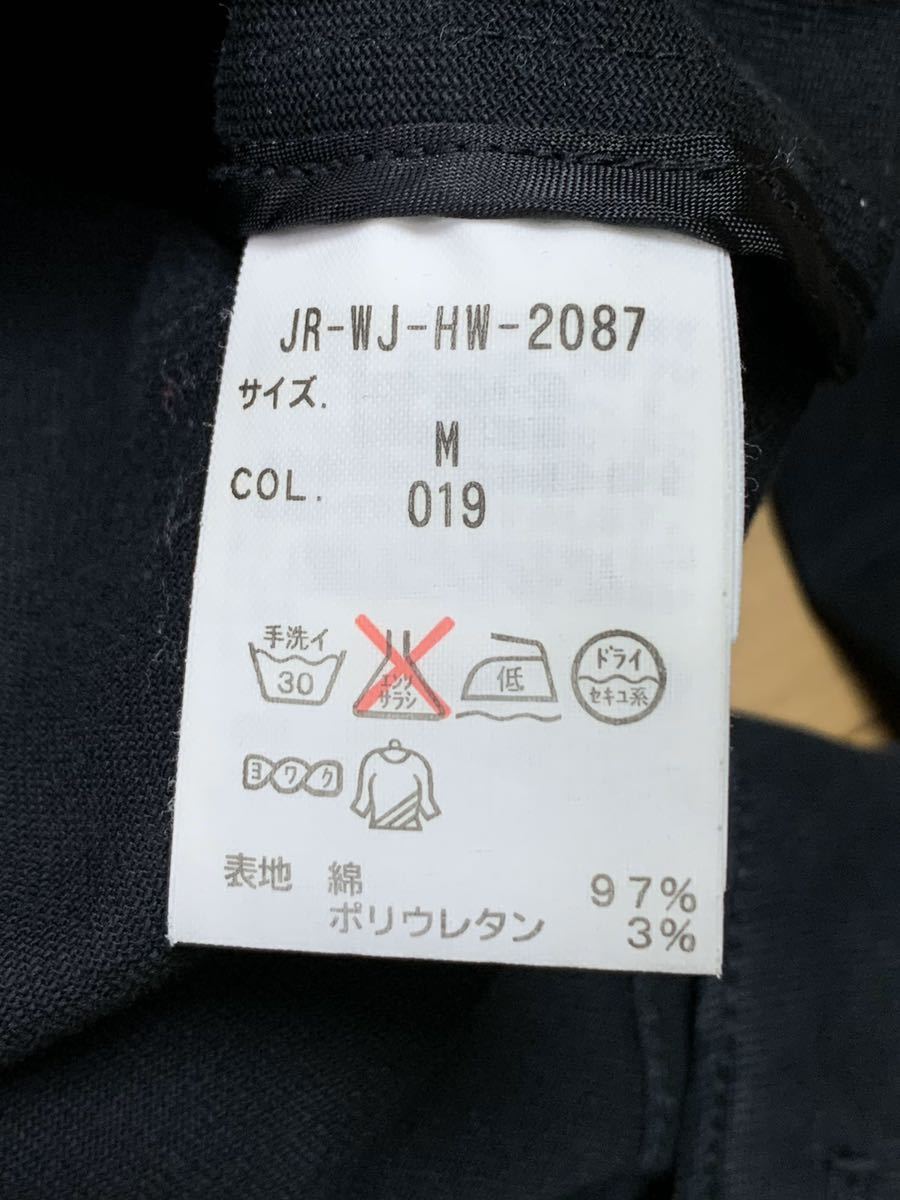 JR-WJ-HW-2087
サイズ.
M
COL.
019
手洗イ
30
エンソ
サラシ
低
ドライ
セキユ系
ヨワク
表地 綿 97%
ポリウレタン 3%